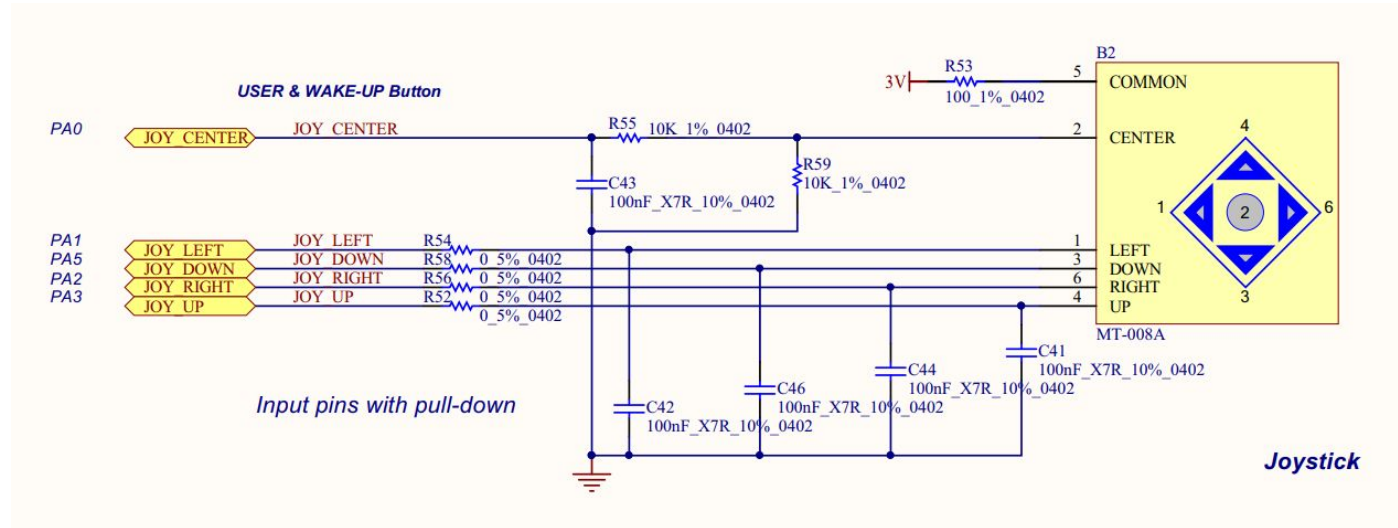 B2
R53
3V
5
COMMON
100_1%_0402
USER & WAKE-UP Button
PA0
JOY_CENTER
JOY_CENTER
R55
10K_1%_0402
2
CENTER
4
R59
10K_1%_0402
C43
100nF_X7R_10%_0402
1
2
6
3
PA1
JOY_LEFT
JOY_LEFT
R54
0_5%_0402
1
LEFT
PA5
JOY_DOWN
JOY_DOWN
R58
0_5%_0402
3
DOWN
PA2
JOY_RIGHT
JOY_RIGHT
R56
0_5%_0402
6
RIGHT
PA3
JOY_UP
JOY_UP
R52
0_5%_0402
4
UP
MT-008A
C41
100nF_X7R_10%_0402
C44
100nF_X7R_10%_0402
C46
100nF_X7R_10%_0402
C42
100nF_X7R_10%_0402
Input pins with pull-down
Joystick